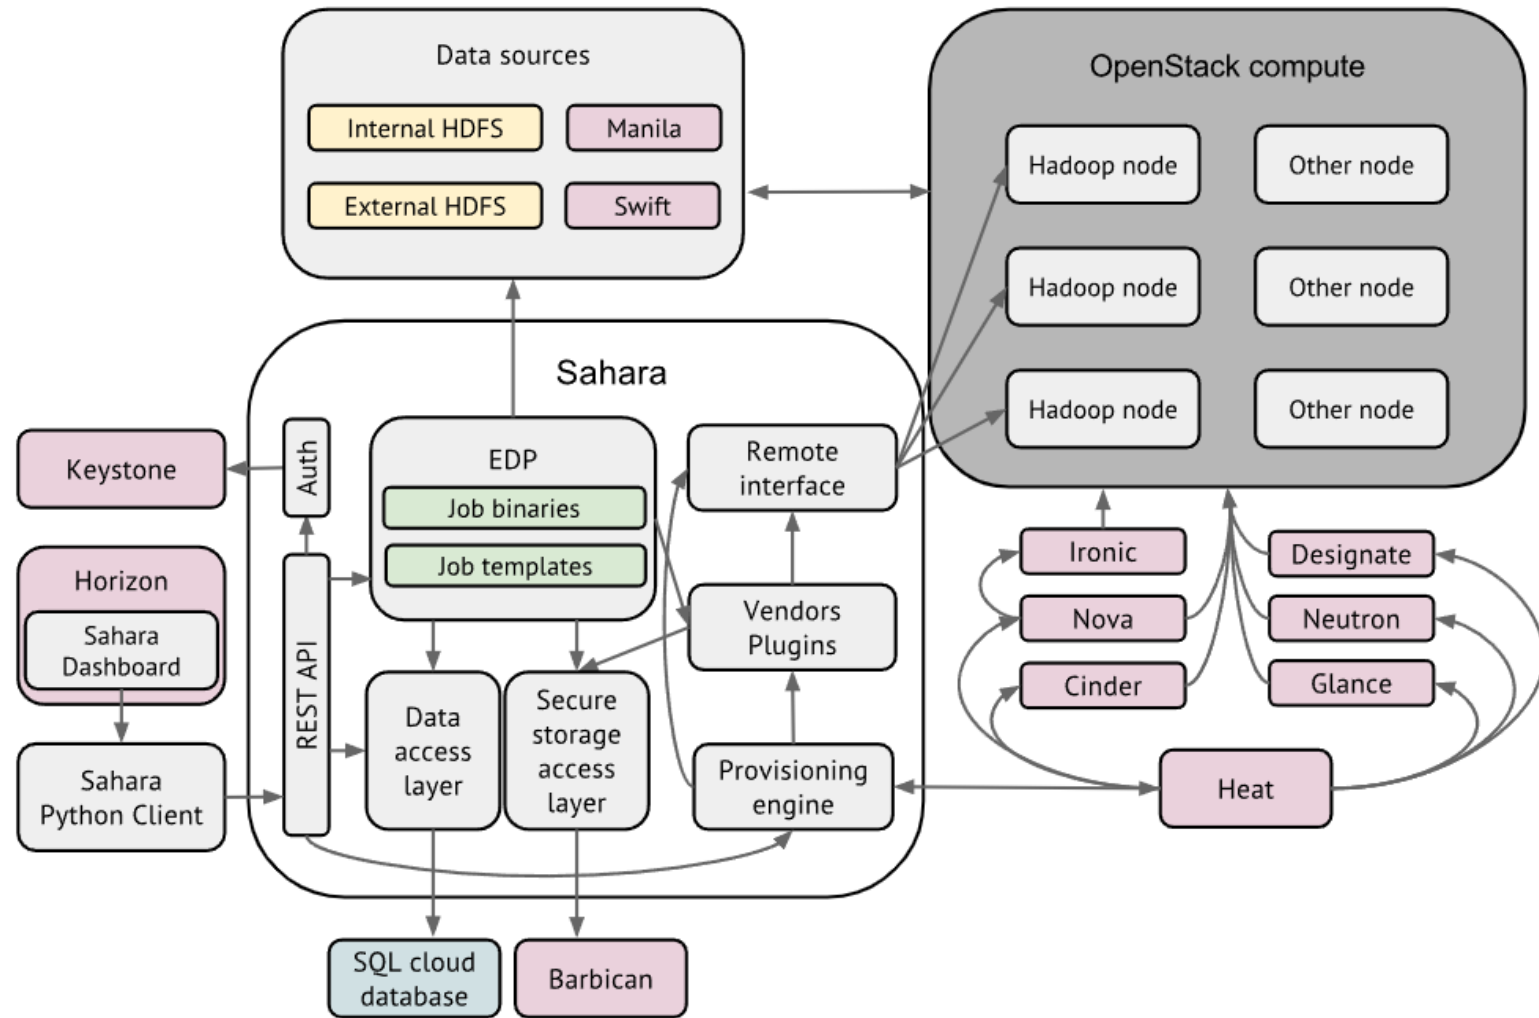 Data sources
Internal HDFS
Manila
External HDFS
Swift
OpenStack compute
Hadoop node
Other node
Hadoop node
Other node
Hadoop node
Other node
Sahara
Keystone
Auth
EDP
Job binaries
Job templates
Remote
interface
Horizon
Sahara
Dashboard
REST API
Vendors
Plugins
Ironic
Designate
Nova
Neutron
Cinder
Glance
Sahara
Python Client
Data
access
layer
Secure
storage
access
layer
Provisioning
engine
Heat
SQL cloud
database
Barbican